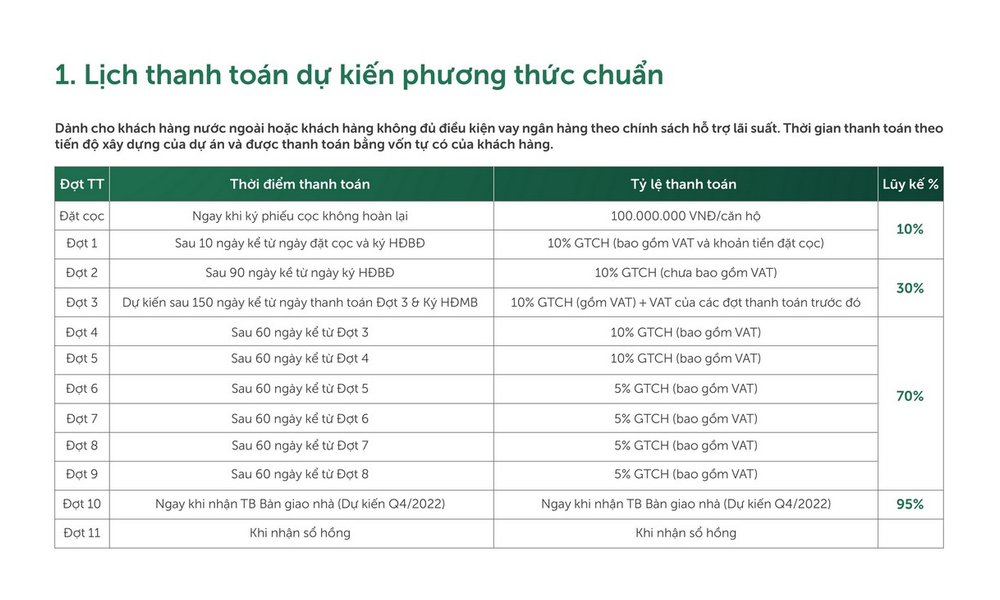 1. Lịch thanh toán dự kiến phương thức chuẩn
Dành cho khách hàng nước ngoài hoặc khách hàng không đủ điều kiện vay ngân hàng theo chính sách hỗ trợ lãi suất. Thời gian thanh toán theo
tiến độ xây dựng của dự án và được thanh toán bằng vốn tự có của khách hàng.
Đợt TT Thời điểm thanh toán Tỷ lệ thanh toán Lũy kế %
Đặt cọc Ngay khi ký phiếu cọc không hoàn lại 100.000.000 VNĐ/căn hộ
10%
Đợt 1 Sau 10 ngày kể từ ngày đặt cọc và ký HĐBĐ 10% GTCH (bao gồm VAT và khoản tiền đặt cọc)
Đợt 2 Sau 90 ngày kể từ ngày ký HĐBĐ 10% GTCH (chưa bao gồm VAT)
30%
Đợt 3 Dự kiến sau 150 ngày kể từ ngày thanh toán Đợt 3 & Ký HĐMB 10% GTCH (gồm VAT) + VAT của các đợt thanh toán trước đó
Đợt 4 Sau 60 ngày kể từ Đợt 3 10% GTCH (bao gồm VAT)
Đợt 5 Sau 60 ngày kể từ Đợt 4 10% GTCH (bao gồm VAT)
Đợt 6 Sau 60 ngày kể từ Đợt 5 5% GTCH (bao gồm VAT)
70%
Đợt 7 Sau 60 ngày kể từ Đợt 6 5% GTCH (bao gồm VAT)
Đợt 8 Sau 60 ngày kể từ Đợt 7 5% GTCH (bao gồm VAT)
Đợt 9 Sau 60 ngày kể từ Đợt 8 5% GTCH (bao gồm VAT)
Đợt 10 Ngay khi nhận TB Bàn giao nhà (Dự kiến Q4/2022) Ngay khi nhận TB Bàn giao nhà (Dự kiến Q4/2022) 95%
Đợt 11 Khi nhận sổ hồng Khi nhận sổ hồng